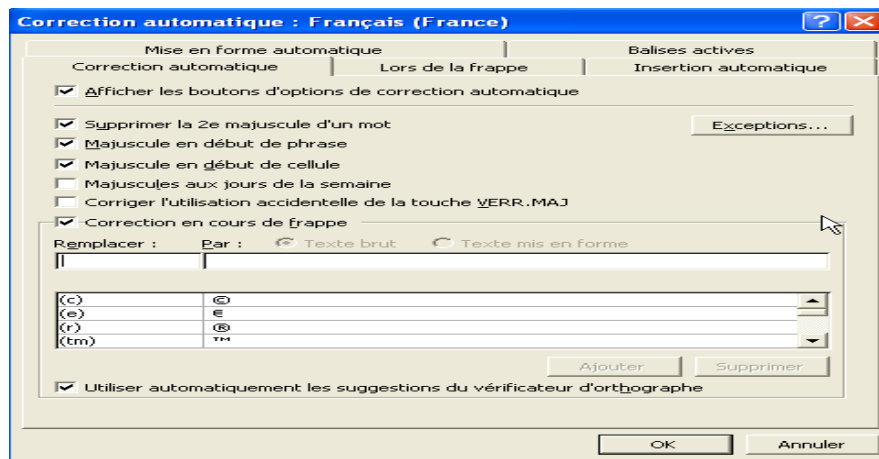 Correction automatique : Français (France)
Mise en forme automatique Balises actives
Correction automatique Lors de la frappe Insertion automatique
Afficher les boutons d'options de correction automatique
Supprimer la 2e majuscule d'un mot Exceptions...
Majuscule en début de phrase
Majuscule en début de cellule
Majuscules aux jours de la semaine
Corriger l'utilisation accidentelle de la touche VERR.MAJ
Correction en cours de frappe
Remplacer : Par : Texte brut Texte mis en forme
(c) ©
(e) €
(r) ®
(tm) ™
Ajouter Supprimer
Utiliser automatiquement les suggestions du vérificateur d'orthographe
OK Annuler